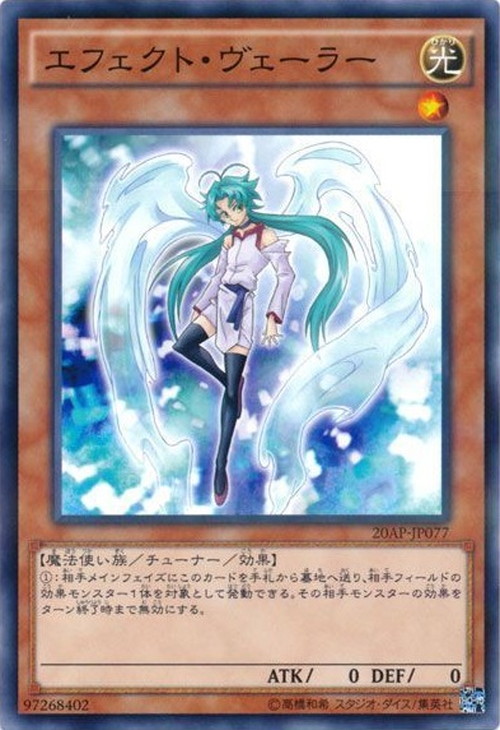 エフェクト・ヴェーラー
光
20AP-JP077
【魔法使い族/チューナー/効果】
①:相手メインフェイズにこのカードを手札から墓地へ送り、相手フィールドの
効果モンスター1体を対象として発動できる。その相手モンスターの効果を
ターン終了時まで無効にする。
ATK/ 0 DEF/ 0
97268402 ©高橋和希 スタジオ・ダイス/集英社